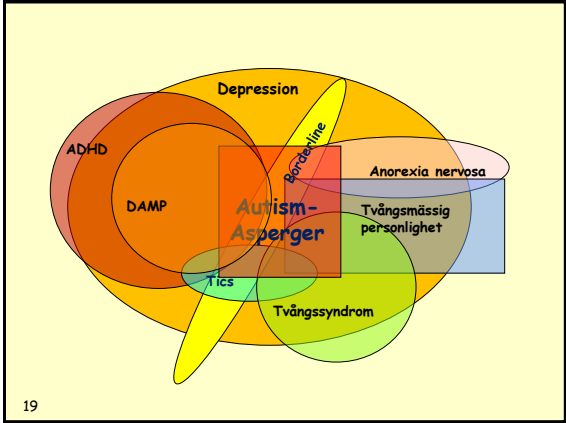 Depression
ADHD
Borderline
Anorexia nervosa
DAMP
Autism-
Asperger
Tvångsmässig
personlighet
Tics
Tvångssyndrom
19